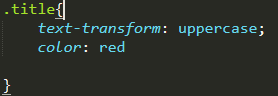 .title{
text-transform: uppercase;
color: red
}